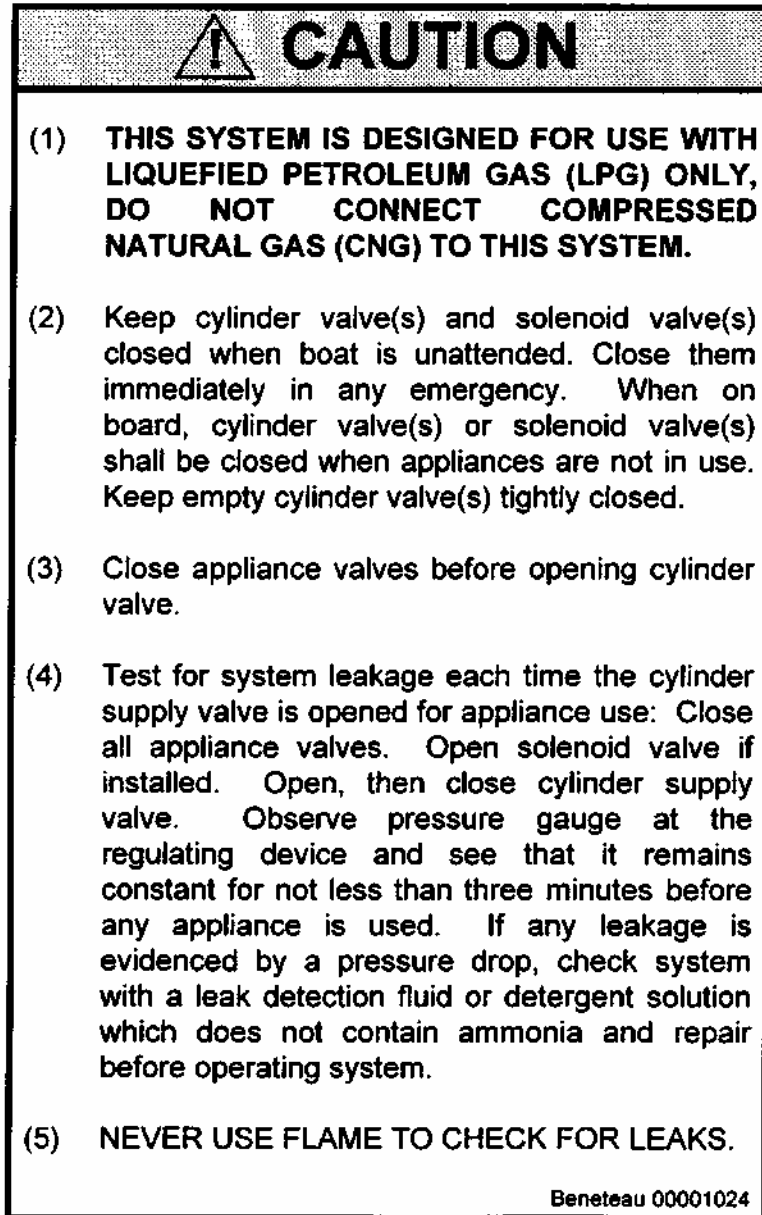 CAUTION
(1) THIS SYSTEM IS DESIGNED FOR USE WITH
LIQUEFIED PETROLEUM GAS (LPG) ONLY,
DO NOT CONNECT COMPRESSED
NATURAL GAS (CNG) TO THIS SYSTEM.
(2) Keep cylinder valve(s) and solenoid valve(s)
closed when boat is unattended. Close them
immediately in any emergency. When on
board, cylinder valve(s) or solenoid valve(s)
shall be closed when appliances are not in use.
Keep empty cylinder valve(s) tightly closed.
(3) Close appliance valves before opening cylinder
valve.
(4) Test for system leakage each time the cylinder
supply valve is opened for appliance use: Close
all appliance valves. Open solenoid valve if
installed. Open, then close cylinder supply
valve. Observe pressure gauge at the
regulating device and see that it remains
constant for not less than three minutes before
any appliance is used. If any leakage is
evidenced by a pressure drop, check system
with a leak detection fluid or detergent solution
which does not contain ammonia and repair
before operating system.
(5) NEVER USE FLAME TO CHECK FOR LEAKS.
Beneteau 00001024